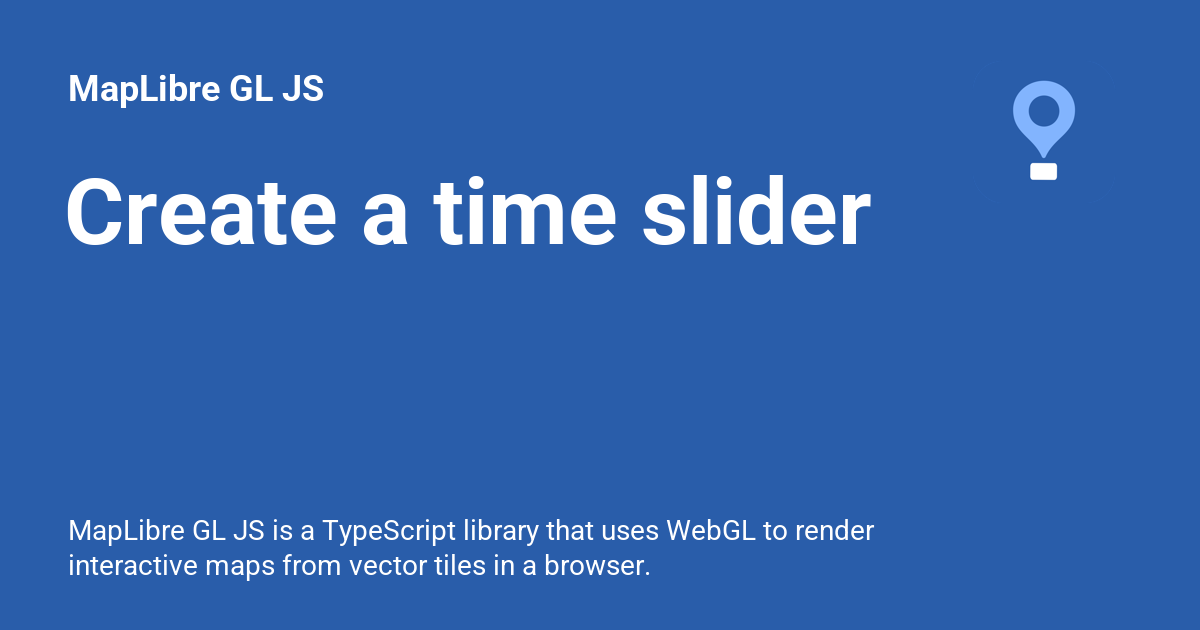 MapLibre GL JS
Create a time slider
MapLibre GL JS is a TypeScript library that uses WebGL to render
interactive maps from vector tiles in a browser.